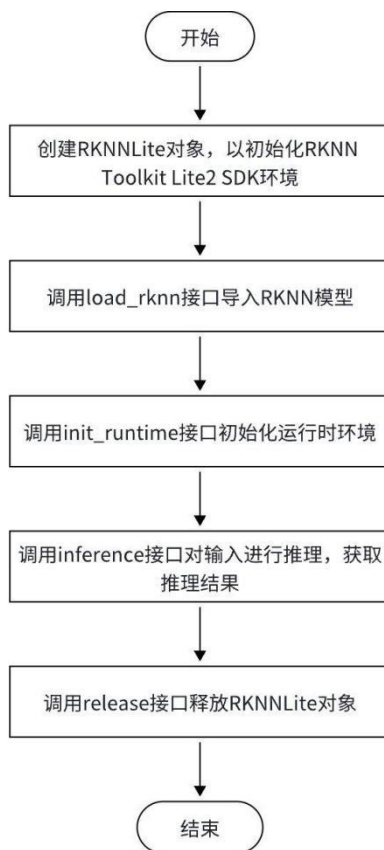 开始
创建RKNNLite对象，以初始化RKNN
Toolkit Lite2 SDK环境
调用load_rknn接口导入RKNN模型
调用init_runtime接口初始化运行时环境
调用inference接口对输入进行推理，获取
推理结果
调用release接口释放RKNNLite对象
结束